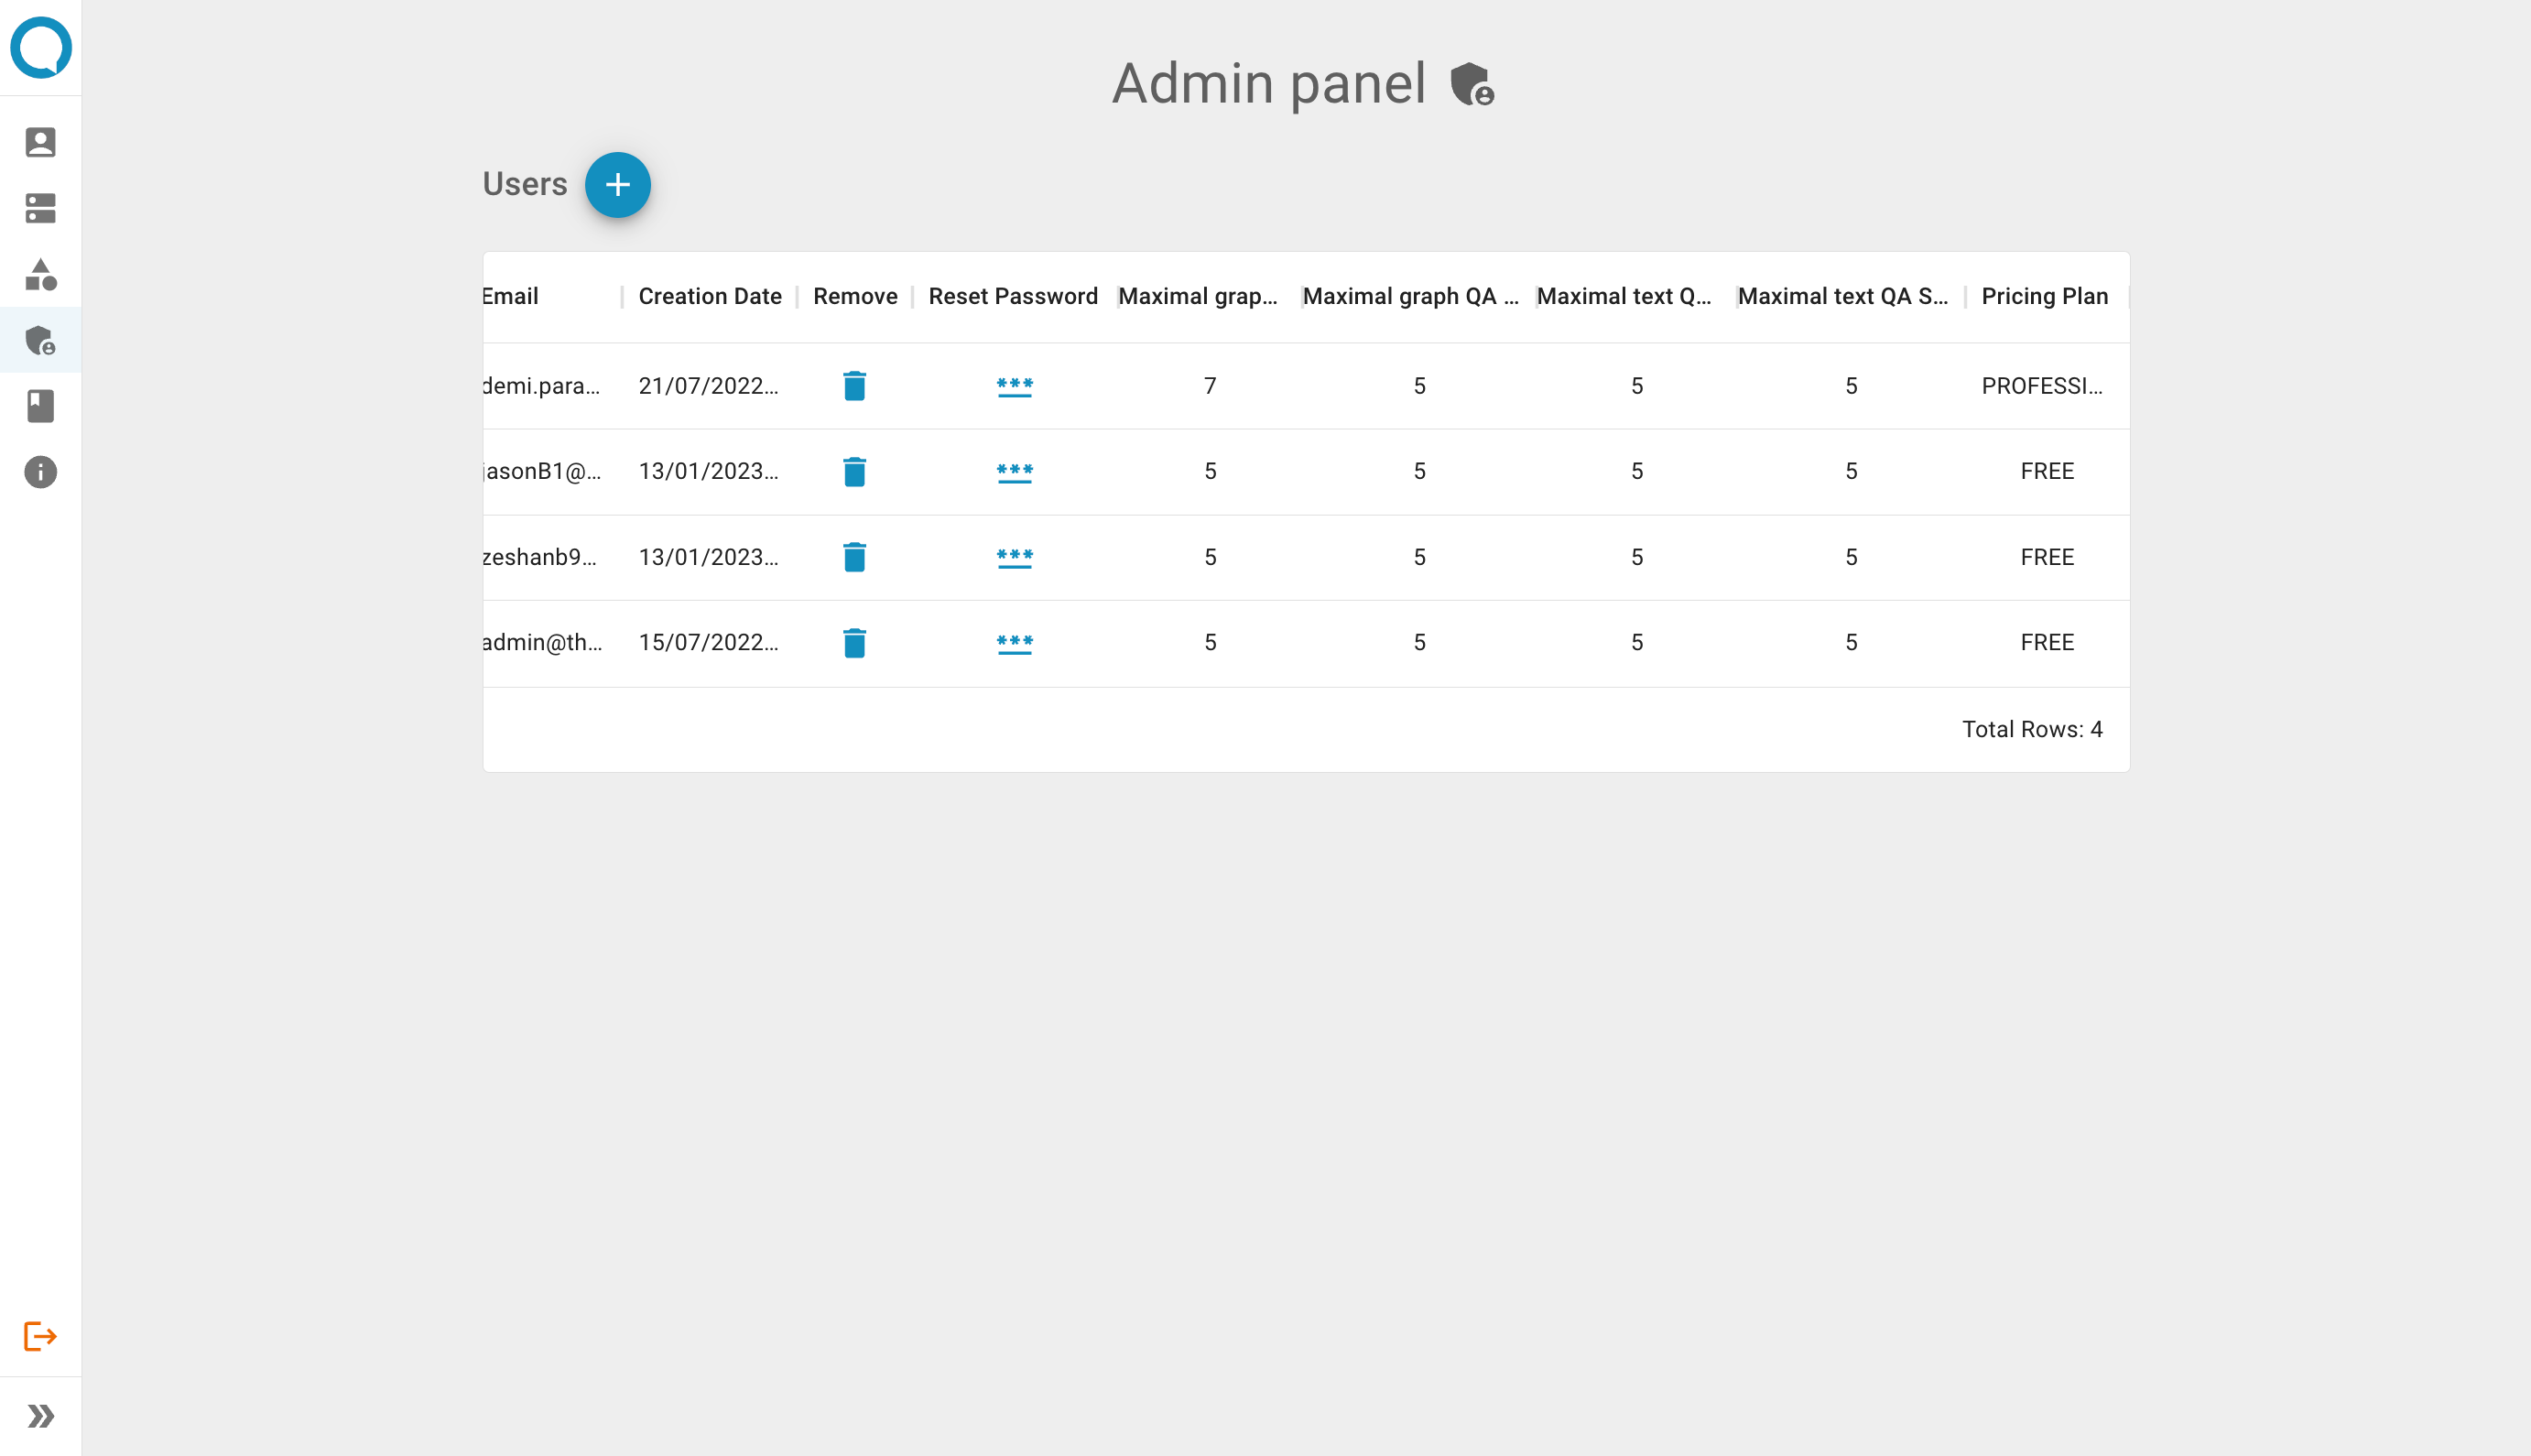 Admin panel
Users
Email Creation Date Remove Reset Password Maximal grap... Maximal graph QA ... Maximal text Q... Maximal text QA S... Pricing Plan
demi.para... 21/07/2022... *** 7 5 5 5 PROFESSI...
jasonB1@... 13/01/2023... *** 5 5 5 5 FREE
zeshanb9... 13/01/2023... *** 5 5 5 5 FREE
admin@th... 15/07/2022... *** 5 5 5 5 FREE
Total Rows: 4